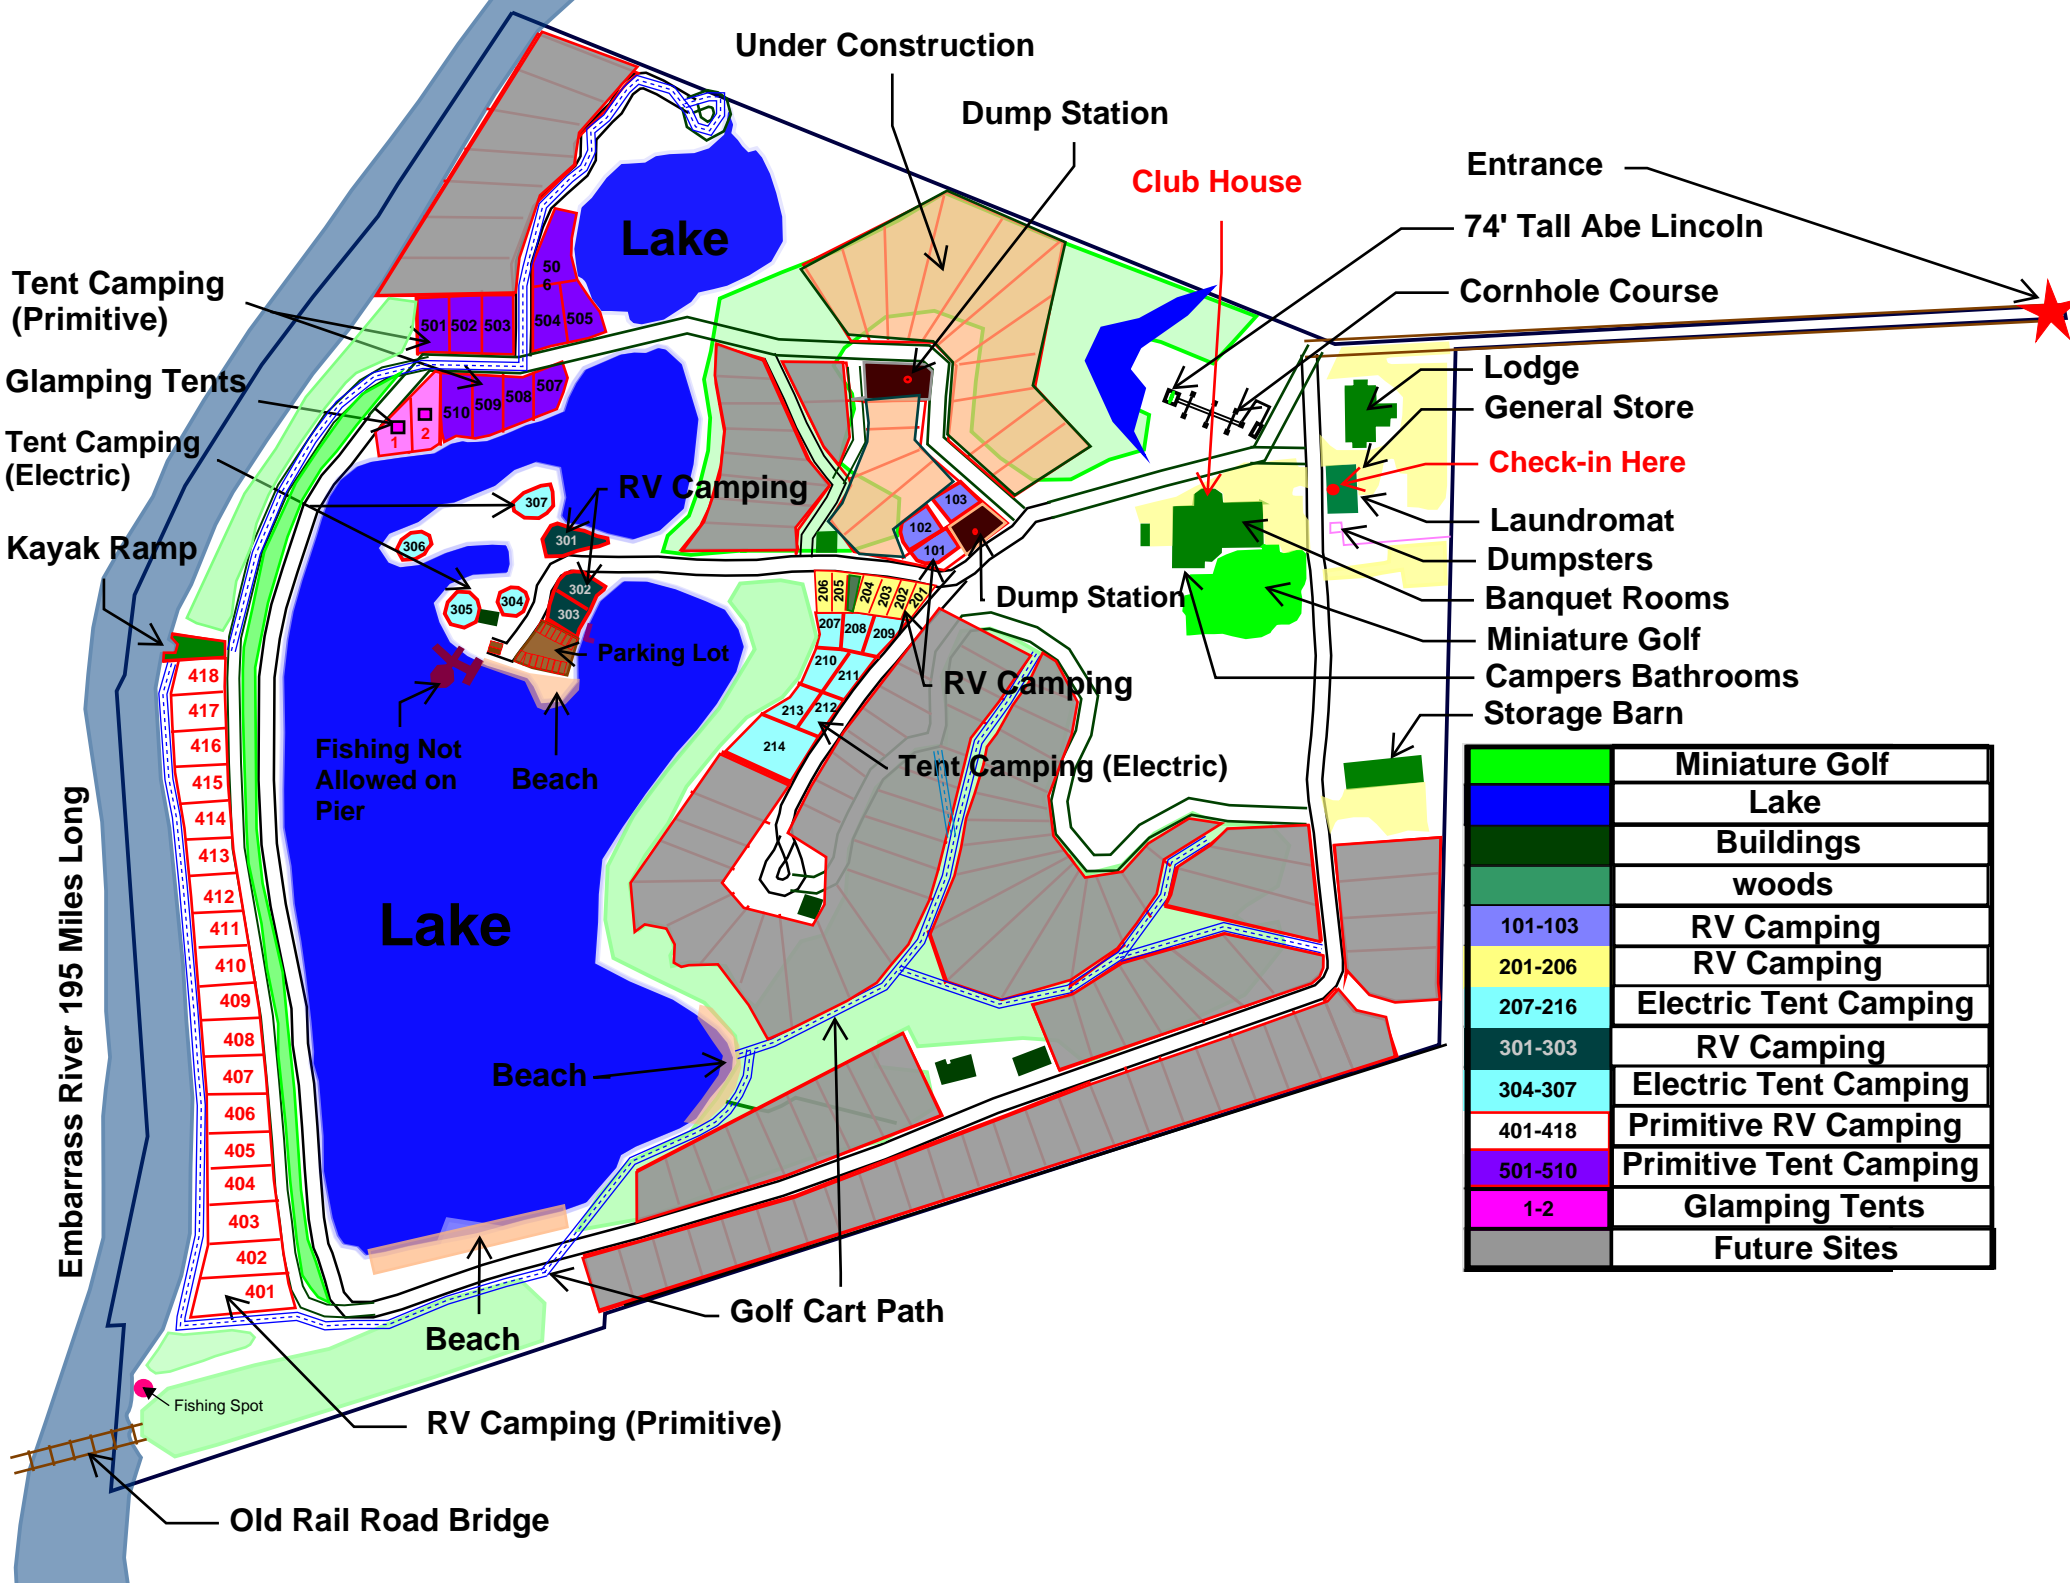 Under Construction
Dump Station
Club House
Entrance
74' Tall Abe Lincoln
Cornhole Course
Lake
Tent Camping
(Primitive)
Glamping Tents
Tent Camping
(Electric)
Kayak Ramp
50
6
501
502
503
504
505
507
508
509
510
1
2
RV Camping
307
306
305
304
301
302
303
Parking Lot
Fishing Not
Allowed on
Pier
Beach
103
102
101
Dump Station
206
205
204
203
202
201
207
208
209
210
211
212
213
214
RV Camping
Tent Camping (Electric)
Lodge
General Store
Check-in Here
Laundromat
Dumpsters
Banquet Rooms
Miniature Golf
Campers Bathrooms
Storage Barn
418
417
416
415
414
413
412
411
410
409
408
407
406
405
404
403
402
401
Embarrass River 195 Miles Long
Lake
Beach
Beach
Golf Cart Path
Fishing Spot
RV Camping (Primitive)
Old Rail Road Bridge
Miniature Golf
Lake
Buildings
woods
101-103 RV Camping
201-206 RV Camping
207-216 Electric Tent Camping
301-303 RV Camping
304-307 Electric Tent Camping
401-418 Primitive RV Camping
501-510 Primitive Tent Camping
1-2 Glamping Tents
Future Sites